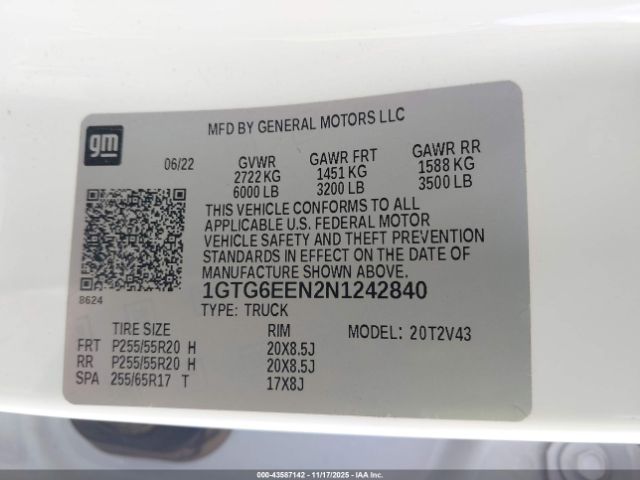 MFD BY GENERAL MOTORS LLC
gm
06/22 GVWR GAWR FRT GAWR RR
2722 KG 1451 KG 1588 KG
6000 LB 3200 LB 3500 LB
THIS VEHICLE CONFORMS TO ALL
APPLICABLE U.S. FEDERAL MOTOR
VEHICLE SAFETY AND THEFT PREVENTION
STANDARDS IN EFFECT ON THE DATE OF
MANUFACTURE SHOWN ABOVE.
8624
1GTG6EEN2N1242840
TYPE: TRUCK
TIRE SIZE RIM MODEL: 20T2V43
FRT P255/55R20 H 20X8.5J
RR P255/55R20 H 20X8.5J
SPA 255/65R17 T 17X8J
000-43587142 - 11/17/2025 - IAAI.COM